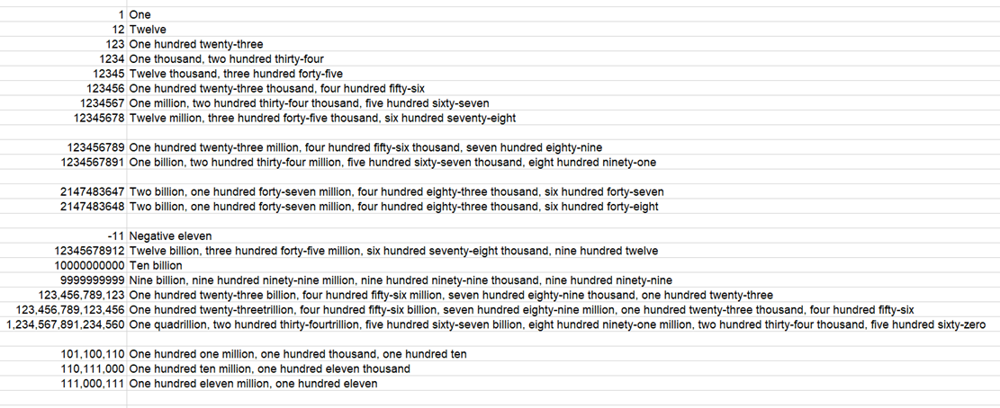 1 One
12 Twelve
123 One hundred twenty-three
1234 One thousand, two hundred thirty-four
12345 Twelve thousand, three hundred forty-five
123456 One hundred twenty-three thousand, four hundred fifty-six
1234567 One million, two hundred thirty-four thousand, five hundred sixty-seven
12345678 Twelve million, three hundred forty-five thousand, six hundred seventy-eight
123456789 One hundred twenty-three million, four hundred fifty-six thousand, seven hundred eighty-nine
1234567891 One billion, two hundred thirty-four million, five hundred sixty-seven thousand, eight hundred ninety-one
2147483647 Two billion, one hundred forty-seven million, four hundred eighty-three thousand, six hundred forty-seven
2147483648 Two billion, one hundred forty-seven million, four hundred eighty-three thousand, six hundred forty-eight
-11 Negative eleven
12345678912 Twelve billion, three hundred forty-five million, six hundred seventy-eight thousand, nine hundred twelve
10000000000 Ten billion
9999999999 Nine billion, nine hundred ninety-nine million, nine hundred ninety-nine thousand, nine hundred ninety-nine
123,456,789,123 One hundred twenty-three billion, four hundred fifty-six million, seven hundred eighty-nine thousand, one hundred twenty-three
123,456,789,123,456 One hundred twenty-threetrillion, four hundred fifty-six billion, seven hundred eighty-nine million, one hundred twenty-three thousand, four hundred fifty-six
1,234,567,891,234,560 One quadrillion, two hundred thirty-fourtrillion, five hundred sixty-seven billion, eight hundred ninety-one million, two hundred thirty-four thousand, five hundred sixty-zero
101,100,110 One hundred one million, one hundred thousand, one hundred ten
110,111,000 One hundred ten million, one hundred eleven thousand
111,000,111 One hundred eleven million, one hundred eleven